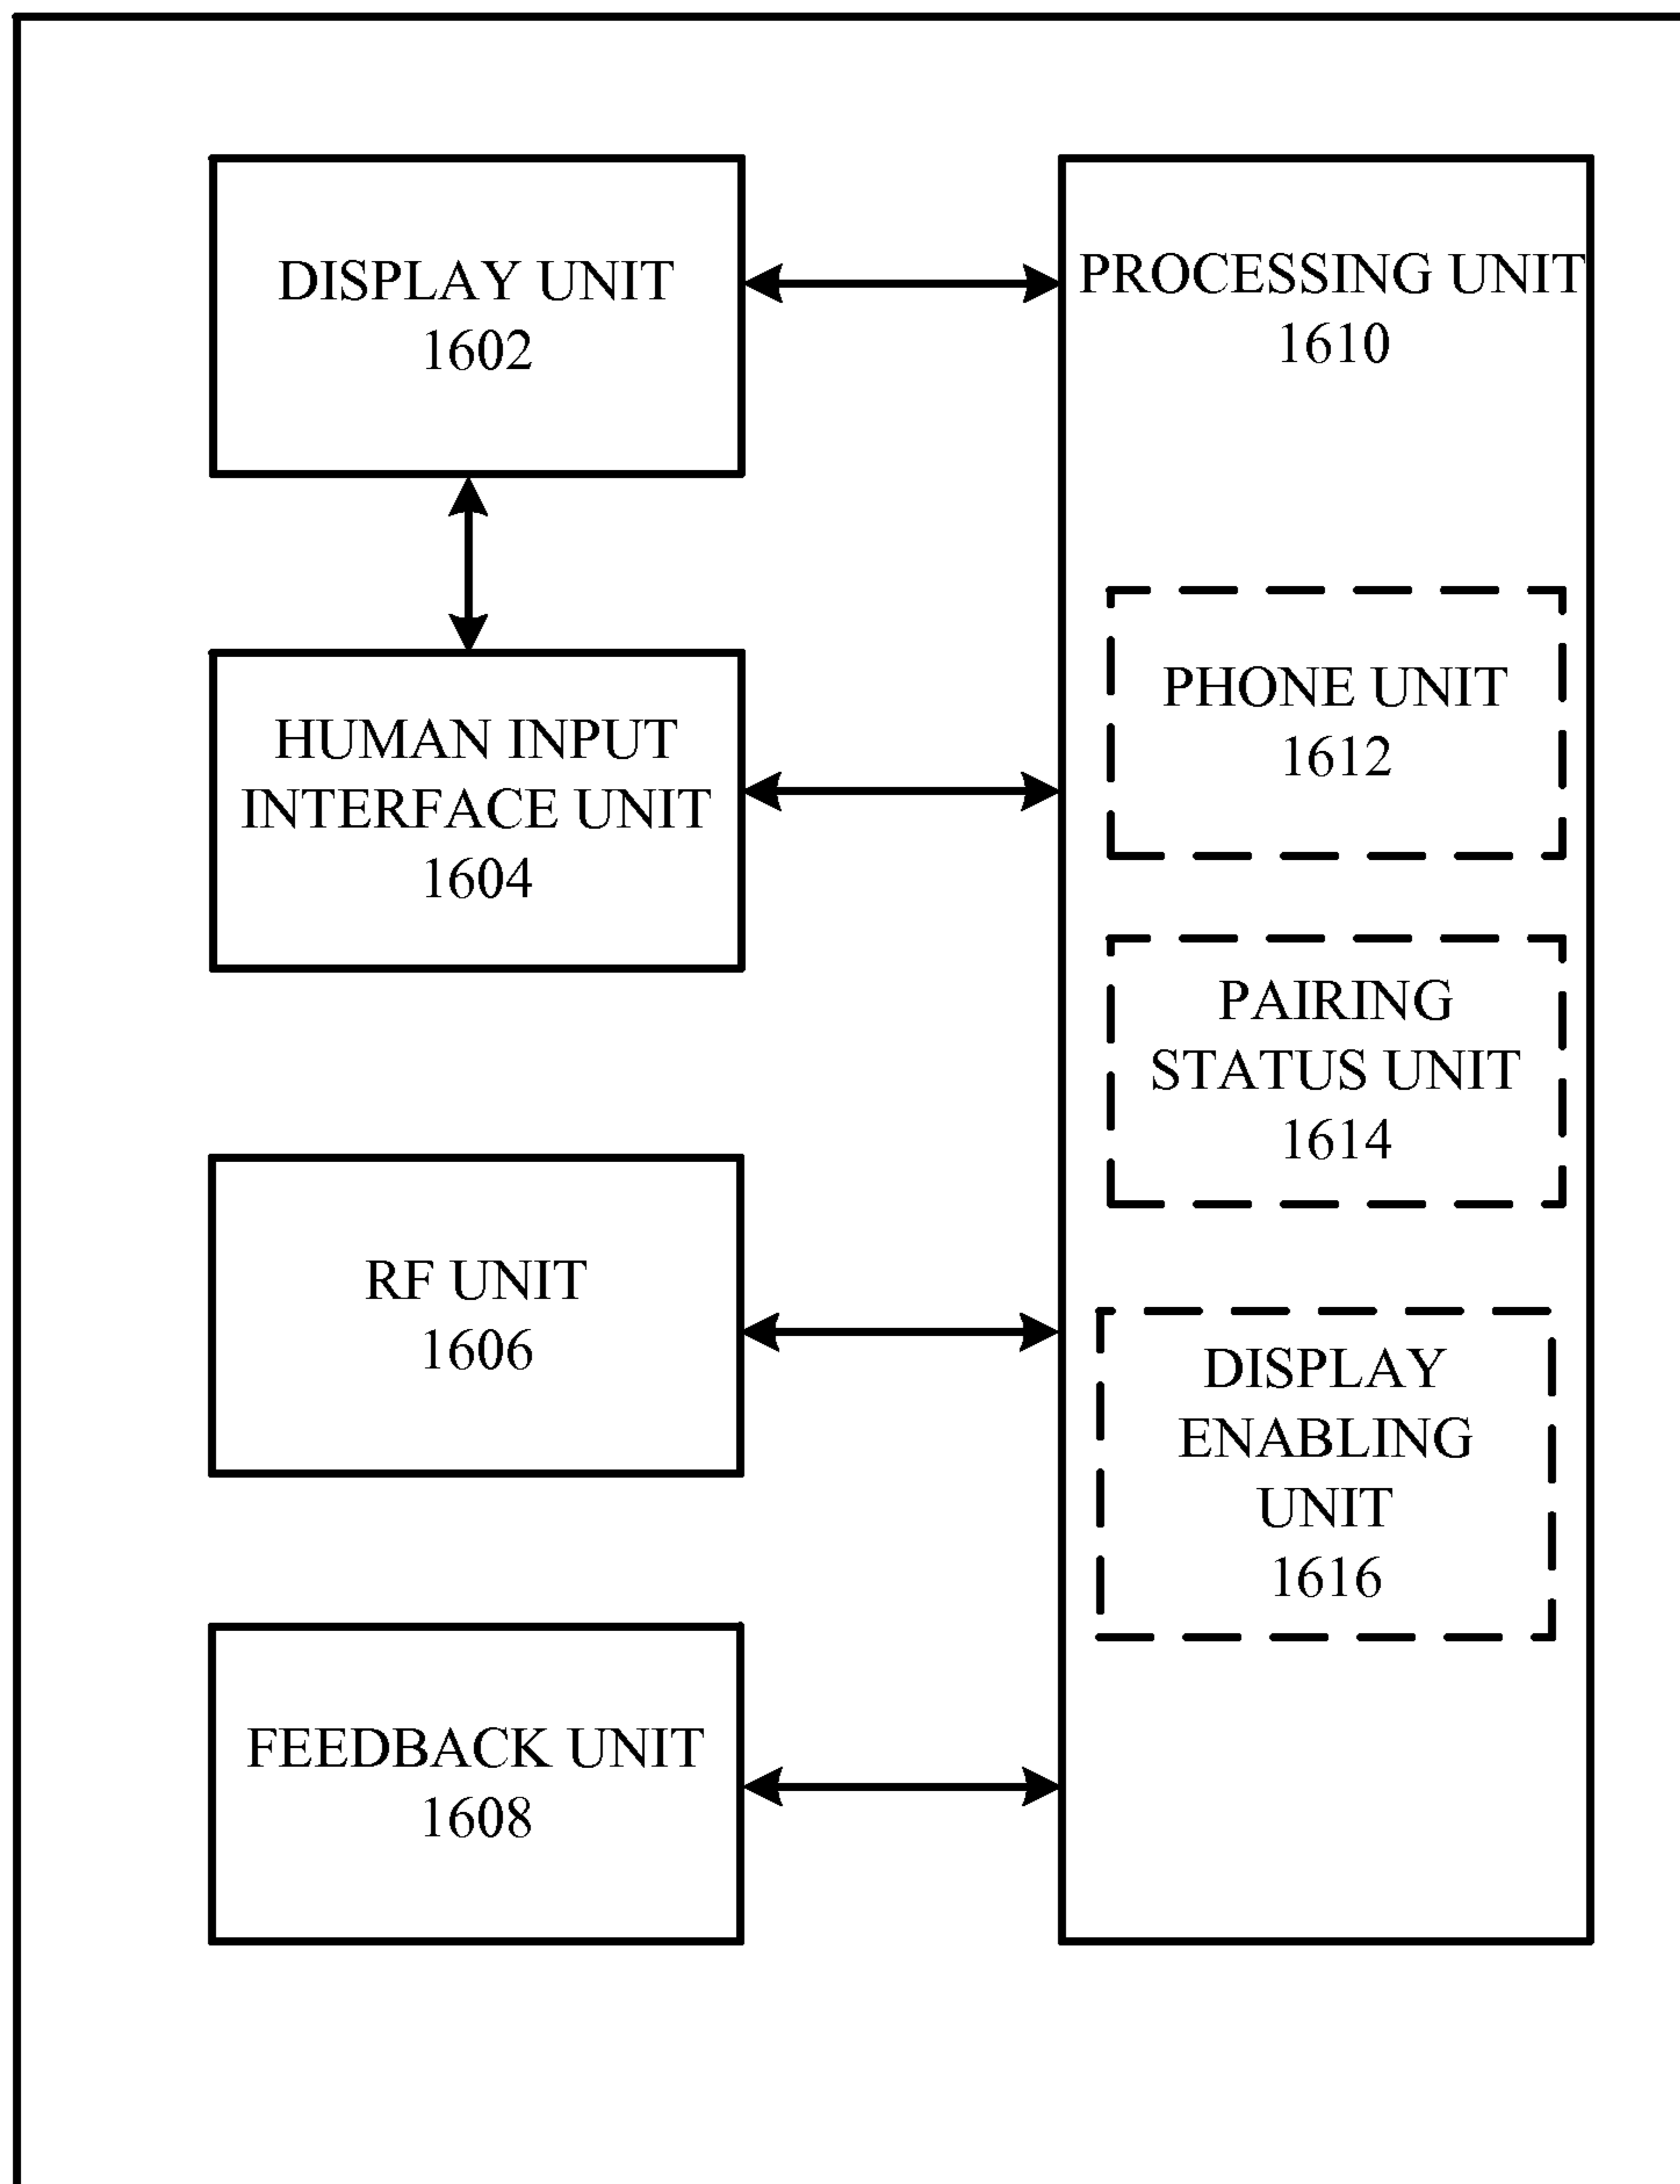 DISPLAY UNIT
1602
HUMAN INPUT
INTERFACE UNIT
1604
RF UNIT
1606
FEEDBACK UNIT
1608
PROCESSING UNIT
1610
PHONE UNIT
1612
PAIRING
STATUS UNIT
1614
DISPLAY
ENABLING
UNIT
1616